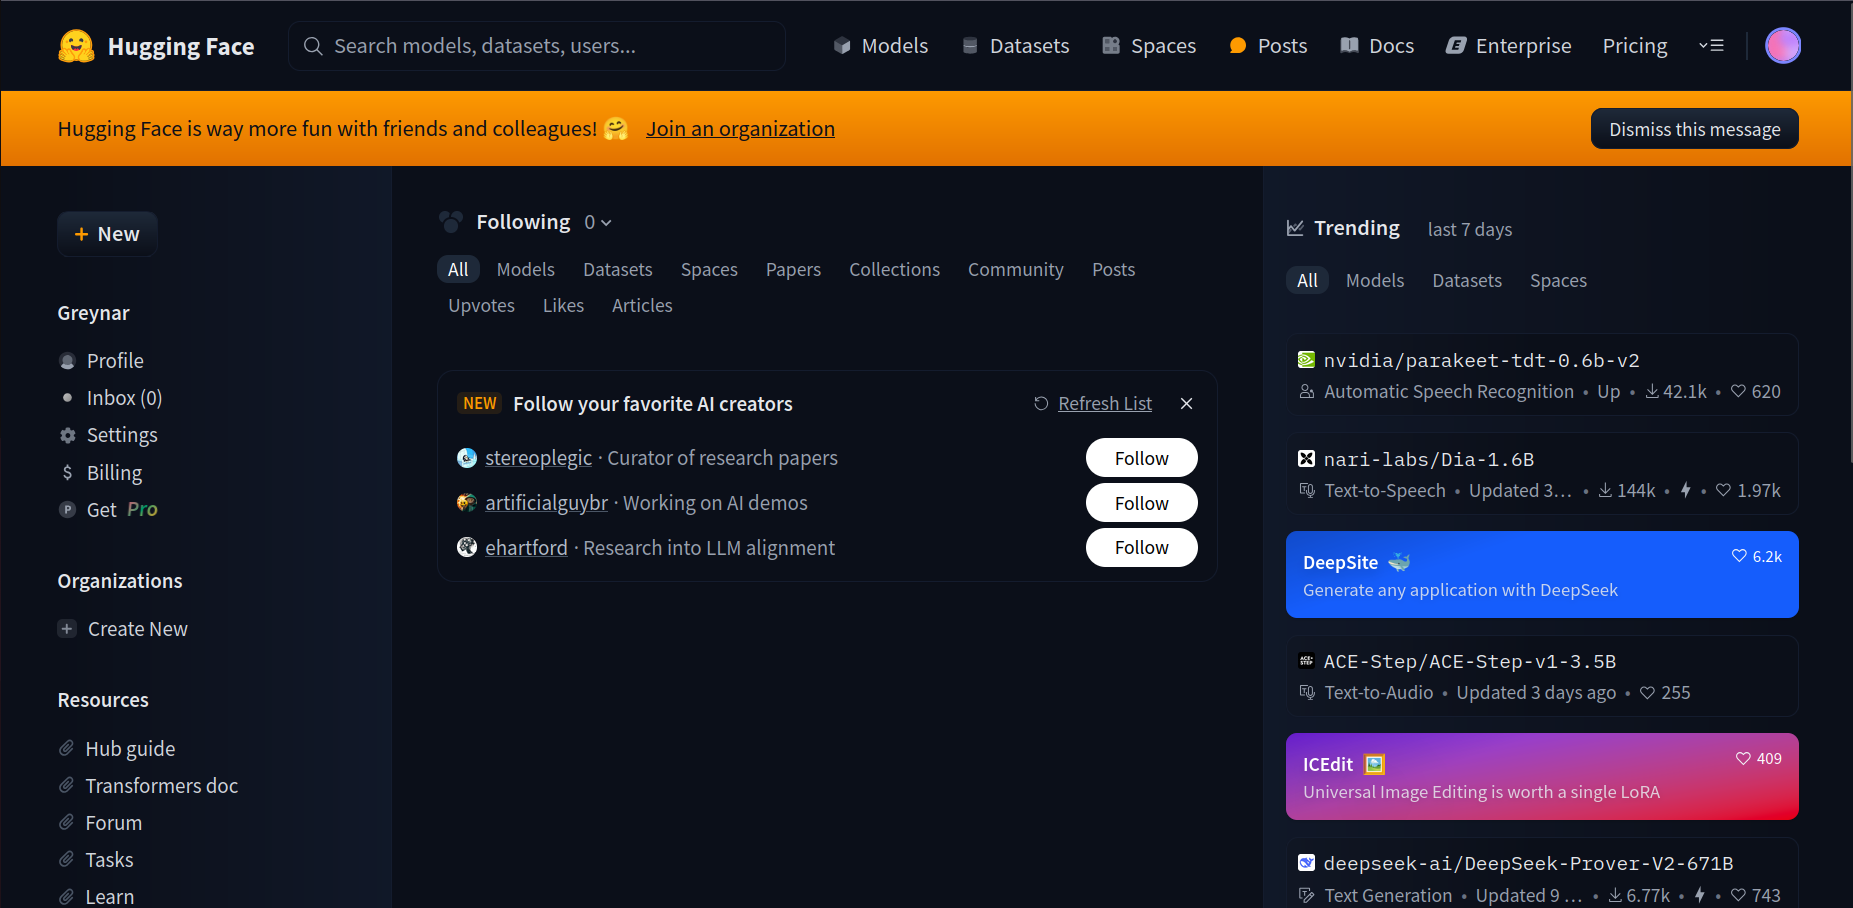 Hugging Face
Search models, datasets, users...
Models
Datasets
Spaces
Posts
Docs
Enterprise
Pricing
Hugging Face is way more fun with friends and colleagues! 🤗 Join an organization
Dismiss this message
+ New
Greynar
Profile
Inbox (0)
Settings
$ Billing
P Get Pro
Organizations
+ Create New
Resources
Hub guide
Transformers doc
Forum
Tasks
Learn
Following 0
All Models Datasets Spaces Papers Collections Community Posts
Upvotes Likes Articles
NEW Follow your favorite AI creators Refresh List
stereoplegic · Curator of research papers Follow
artificialguybr · Working on AI demos Follow
ehartford · Research into LLM alignment Follow
Trending last 7 days
All Models Datasets Spaces
nvidia/parakeet-tdt-0.6b-v2
Automatic Speech Recognition • Up • 42.1k • 620
nari-labs/Dia-1.6B
Text-to-Speech • Updated 3... • 144k • • 1.97k
DeepSite 🐳 6.2k
Generate any application with DeepSeek
ACE-Step/ACE-Step-v1-3.5B
Text-to-Audio • Updated 3 days ago • 255
ICEdit 🖼️ 409
Universal Image Editing is worth a single LoRA
deepseek-ai/DeepSeek-Prover-V2-671B
Text Generation • Updated 9 ... • 6.77k • • 743